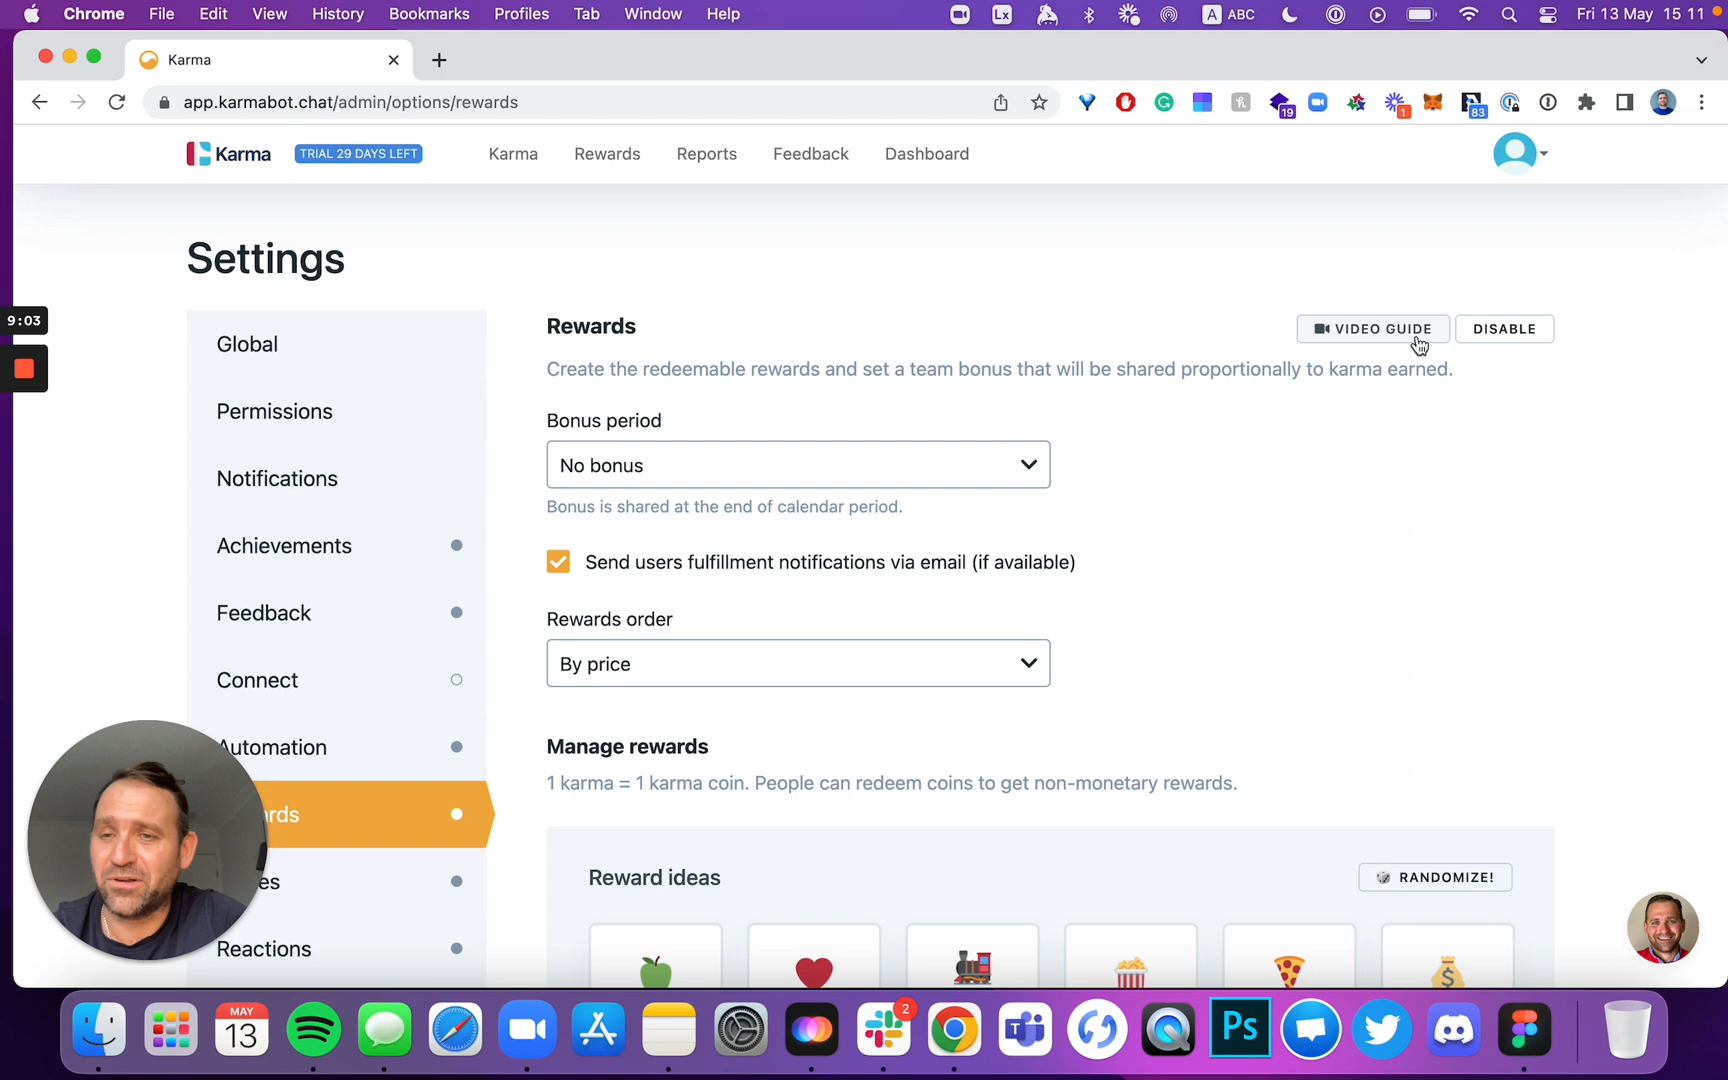 Chrome File Edit View History Bookmarks Profiles Tab Window Help Lx A ABC Fri 13 May 15 11
Karma
app.karmabot.chat/admin/options/rewards
19 1 83
Karma TRIAL 29 DAYS LEFT Karma Rewards Reports Feedback Dashboard
Settings
9:03
Global
Permissions
Notifications
Achievements
Feedback
Connect
Automation
rds
es
Reactions
Rewards
VIDEO GUIDE DISABLE
Create the redeemable rewards and set a team bonus that will be shared proportionally to karma earned.
Bonus period
No bonus
Bonus is shared at the end of calendar period.
Send users fulfillment notifications via email (if available)
Rewards order
By price
Manage rewards
1 karma = 1 karma coin. People can redeem coins to get non-monetary rewards.
Reward ideas
RANDOMIZE!
MAY
13
2
Ps